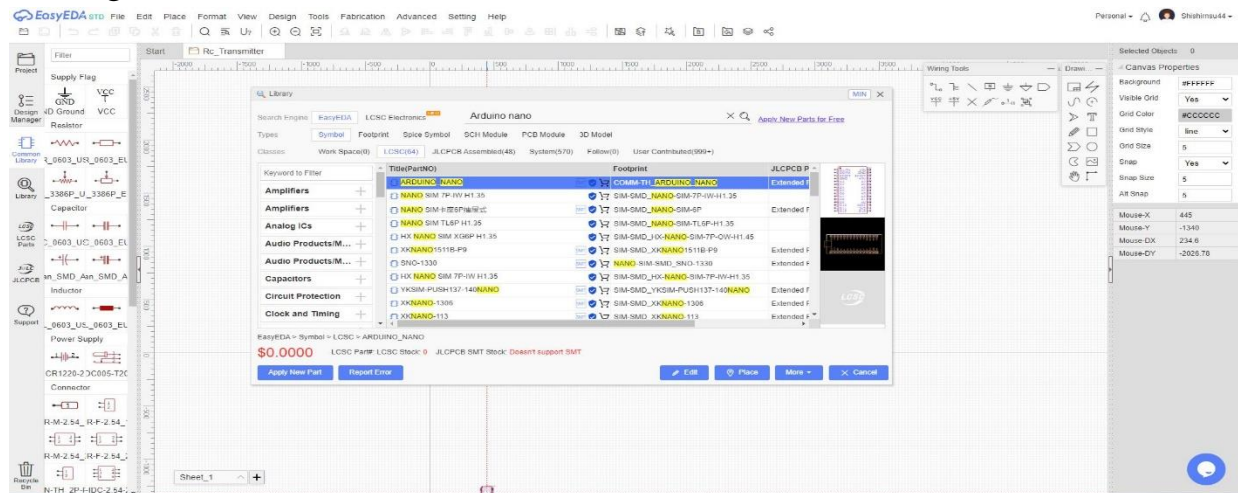 EasyEDA STD File Edit Place Format View Design Tools Fabrication Advanced Setting Help
Personal Shishirnsu44
Filter
Start Rc_Transmitter
Project
Supply Flag
GND VCC
Design Manager
Ground VCC
Resistor
Common Library
Library
Capacitor
LCSC Parts
JLCPCB
Inductor
Support
Power Supply
Connector
Recycle Bin
Library
MIN
Search Engine EasyEDA LCSC Electronics Arduino nano Apply New Parts for Free
Types Symbol Footprint Spice Symbol SCH Module PCB Module 3D Model
Classes Work Space(0) LCSC(64) JLCPCB Assembled(48) System(570) Follow(0) User Contributed(999+)
Keyword to Filter
Amplifiers
Amplifiers
Analog ICs
Audio Products/M...
Audio Products/M...
Capacitors
Circuit Protection
Clock and Timing
Title(PartNO) Footprint JLCPCB P
ARDUINO_NANO COMM-TH_ARDUINO_NANO Extended
NANO SIM 7P-IW H1.35 SIM-SMD_NANO-SIM-7P-IW-H1.35
SIM-SMD_NANO-SIM-6P Extended
NANO SIM TL6P H1.35 SIM-SMD_NANO-SIM-TL6P-H1.35
HX NANO SIM XG6P H1.35 SIM-SMD_HX-NANO-SIM-7P-OW-H1.45
XKNANO1511B-P9 SIM-SMD_XKNANO1511B-P9 Extended
SNO-1330 NANO-SIM-SMD_SNO-1330 Extended
HX NANO SIM 7P-IW H1.35 SIM-SMD_HX-NANO-SIM-7P-IW-H1.35
YKSIM-PUSH137-140NANO SIM-SMD_YKSIM-PUSH137-140NANO Extended
XKNANO-1306 SIM-SMD_XKNANO-1306 Extended
XKNANO-113 SIM-SMD_XKNANO-113 Extended
EasyEDA > Symbol > LCSC > ARDUINO_NANO
$0.0000 LCSC Part#: LCSC Stock: 0 JLCPCB SMT Stock: Doesn't support SMT
Apply New Part Report Error Edit Place More Cancel
Wiring Tools
Drawi...
Selected Objects 0
Canvas Properties
Background #FFFFFF
Visible Grid Yes
Grid Color #CCCCCC
Grid Style line
Grid Size 5
Snap Yes
Snap Size 5
Alt Snap 5
Mouse-X 445
Mouse-Y -1340
Mouse-DX 234.6
Mouse-DY -2026.78
Sheet_1